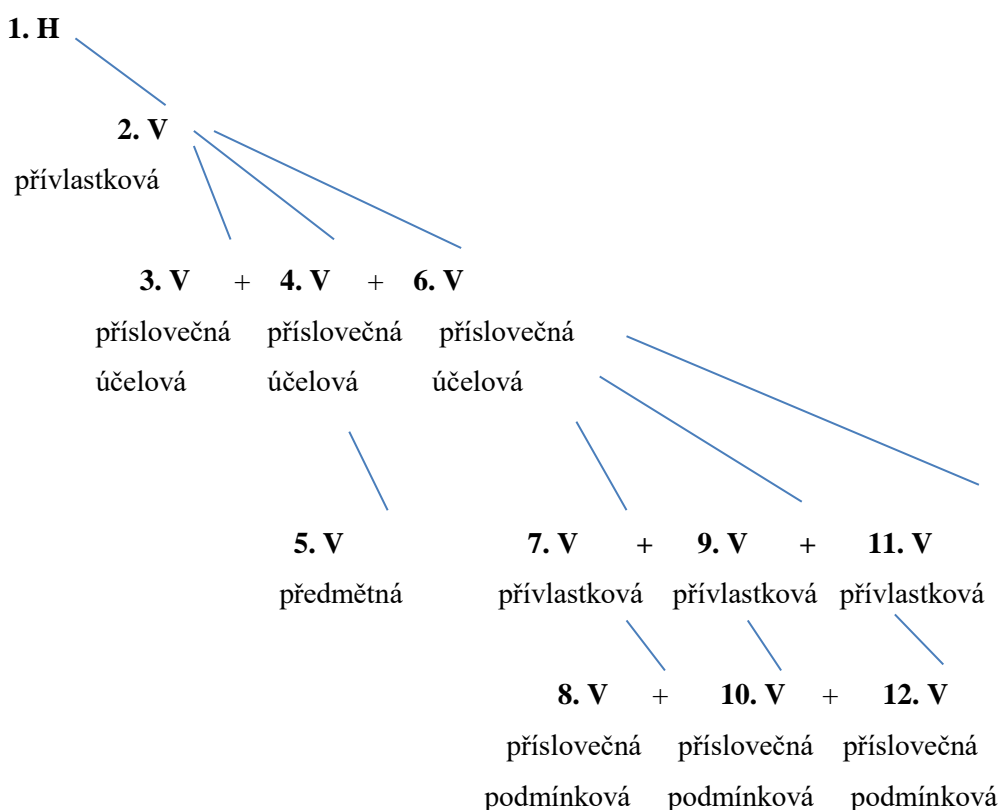 1. H
2. V
přívlastková
3. V + 4. V + 6. V
příslovečná příslovečná příslovečná
účelová účelová účelová
5. V 7. V + 9. V + 11. V
předmětná přívlastková přívlastková přívlastková
8. V + 10. V + 12. V
příslovečná příslovečná příslovečná
podmínková podmínková podmínková